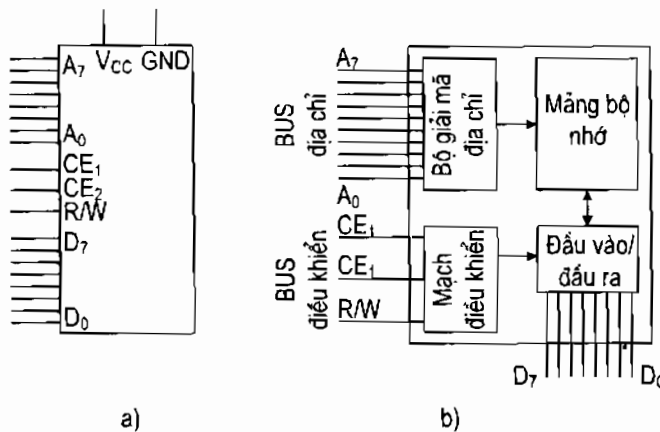 V_CC GND
A₇
A₀
CE₁
CE₂
R/W
D₇
D₀
a)
A₇
BUS
địa chỉ
A₀
Bộ giải mã
địa chỉ
Mảng bộ
nhớ
CE₁
CE₁
R/W
BUS
điều khiển
Mạch
điều khiển
Đầu vào/
đầu ra
D₇
D₀
b)